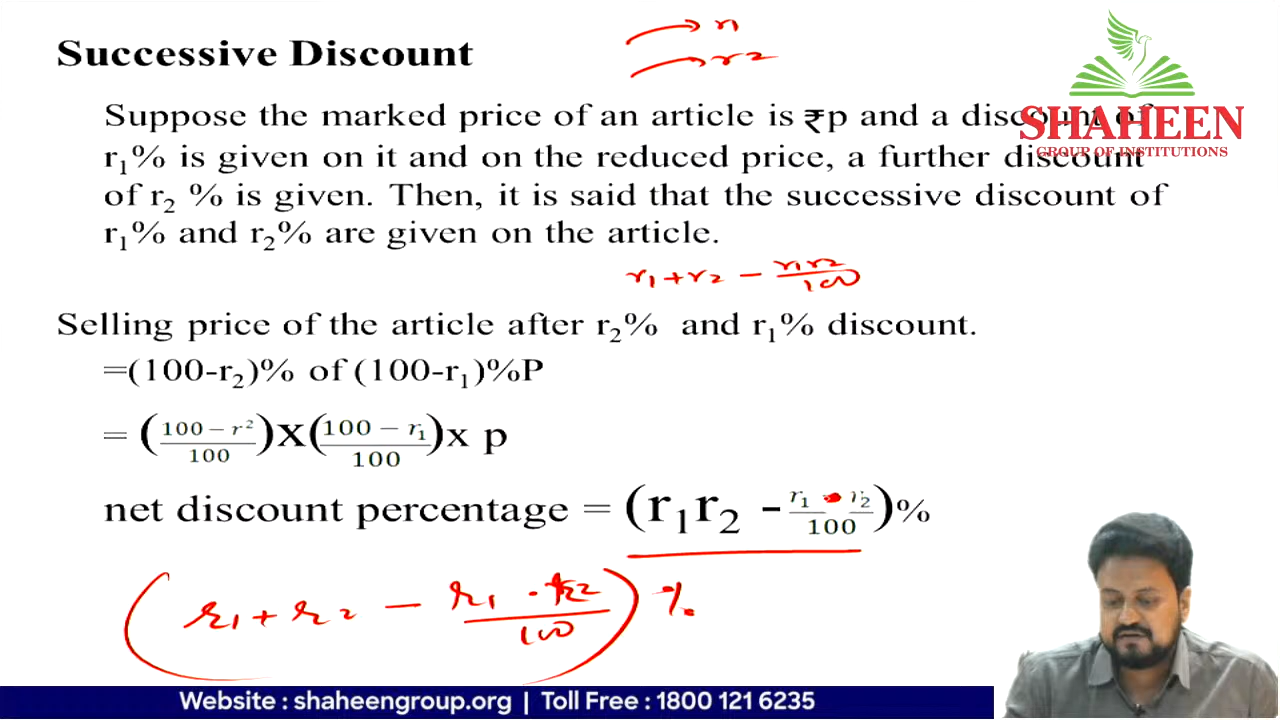 Successive Discount
r1
r2
Suppose the marked price of an article is ₹p and a discount of
r₁% is given on it and on the reduced price, a further discount
of r₂ % is given. Then, it is said that the successive discount of
r₁% and r₂% are given on the article.
SHAHEEN
GROUP OF INSTITUTIONS
r₁+r₂ − r1r2/100
Selling price of the article after r₂% and r₁% discount.
=(100-r₂)% of (100-r₁)%P
= (100 − r²/100)X(100 − r₁/100)x p
net discount percentage = (r₁r₂ - r₁ • r₂/100)%
(r₁+r₂ − r₁ · r₂/100)%
Website : shaheengroup.org | Toll Free : 1800 121 6235